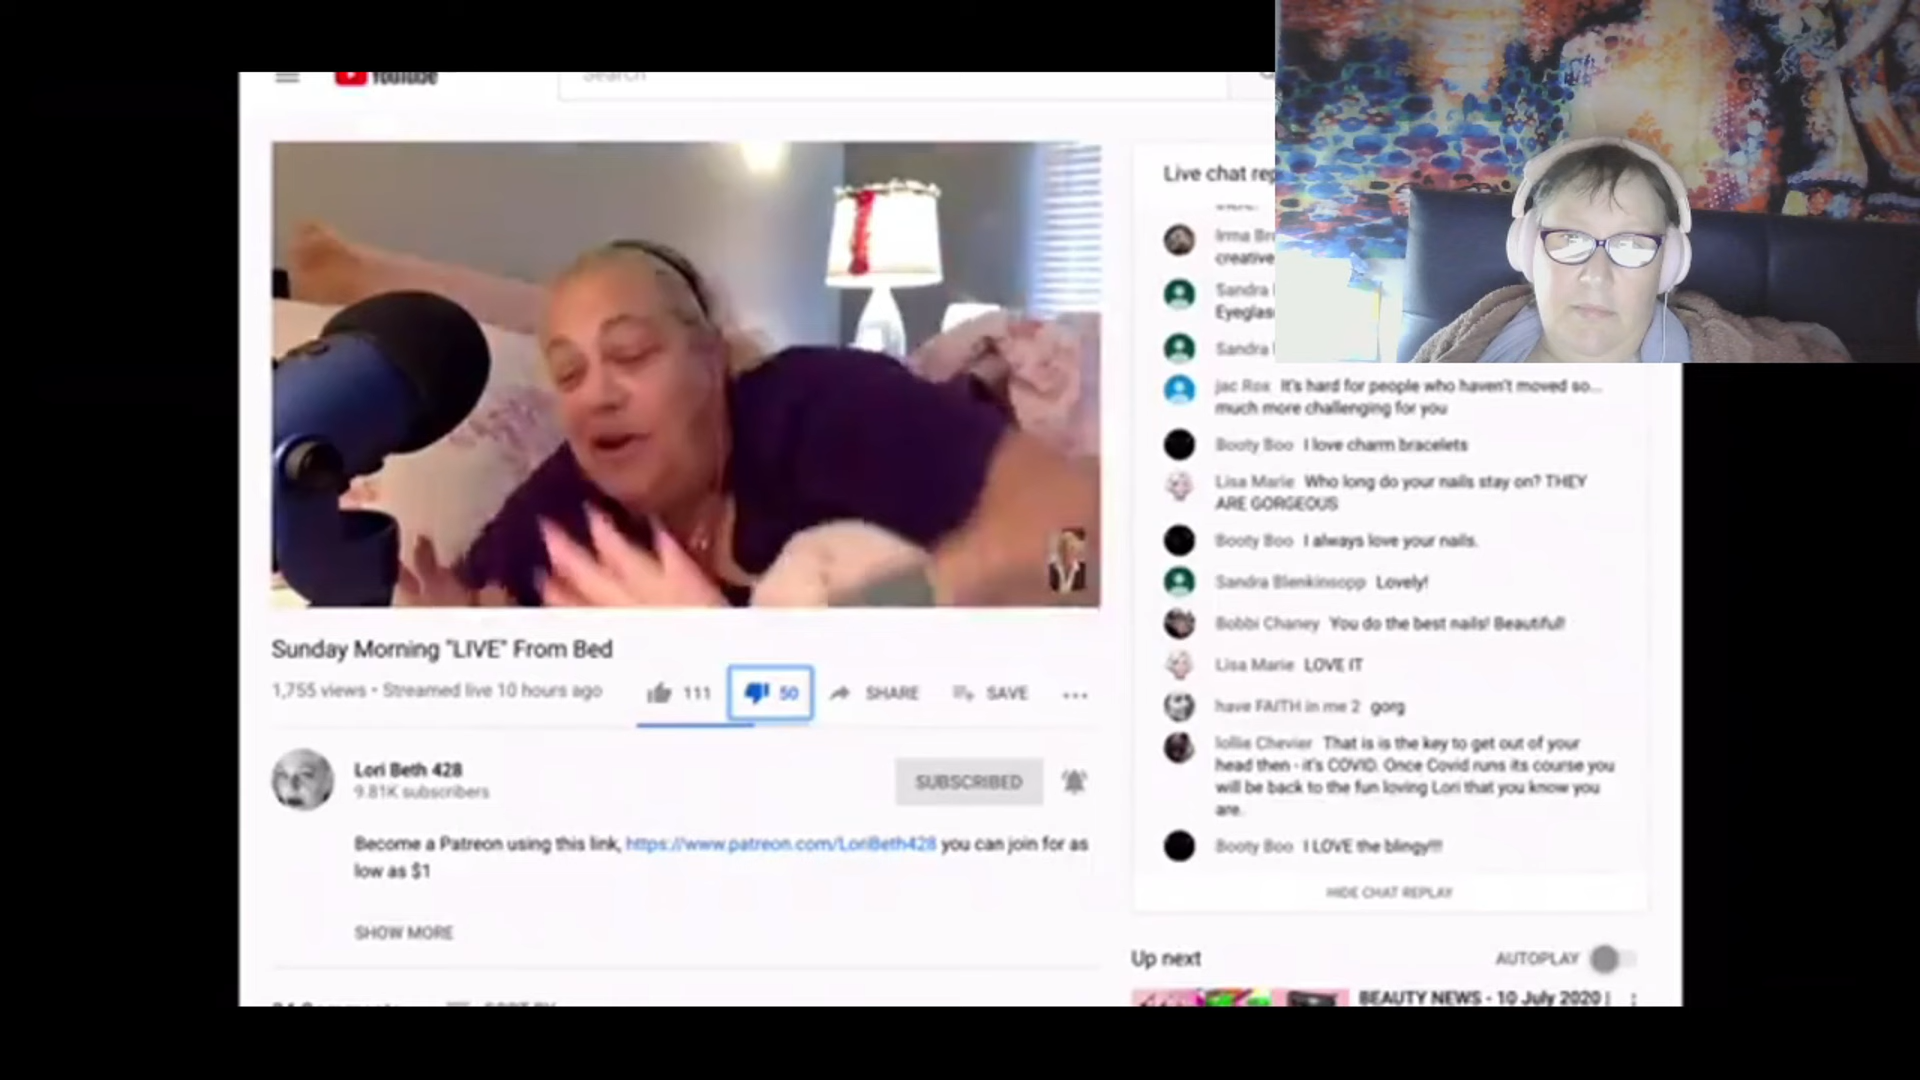 YouTube
Search
Live chat rep
Irma Br
creative
Sandra
Eyeglas
Sandra
jac Rox It's hard for people who haven't moved so...
much more challenging for you
Booty Boo I love charm bracelets
Lisa Marie Who long do your nails stay on? THEY
ARE GORGEOUS
Booty Boo I always love your nails.
Sandra Blenkinsopp Lovely!
Bobbi Chaney You do the best nails! Beautiful!
Lisa Marie LOVE IT
have FAITH in me 2 gorg
lollie Chevier That is is the key to get out of your
head then - it's COVID. Once Covid runs its course you
will be back to the fun loving Lori that you know you
are.
Booty Boo I LOVE the blingy!!!
HIDE CHAT REPLAY
Sunday Morning "LIVE" From Bed
1,755 views • Streamed live 10 hours ago 111 50 SHARE SAVE
Lori Beth 428
9.81K subscribers
SUBSCRIBED
Become a Patreon using this link, https://www.patreon.com/LoriBeth428 you can join for as
low as $1
SHOW MORE
Up next AUTOPLAY
BEAUTY NEWS - 10 July 2020 |